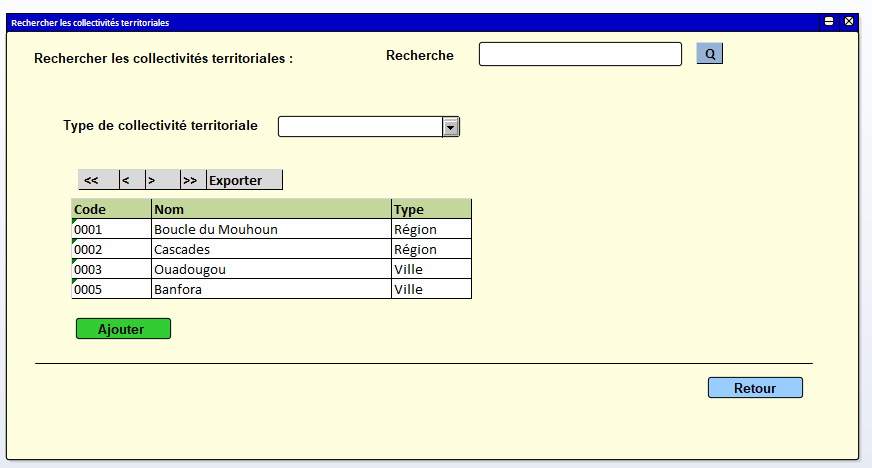 Rechercher les collectivités territoriales
Rechercher les collectivités territoriales : Recherche Q
Type de collectivité territoriale
<< < > >> Exporter
Code Nom Type
0001 Boucle du Mouhoun Région
0002 Cascades Région
0003 Ouadougou Ville
0005 Banfora Ville
Ajouter
Retour